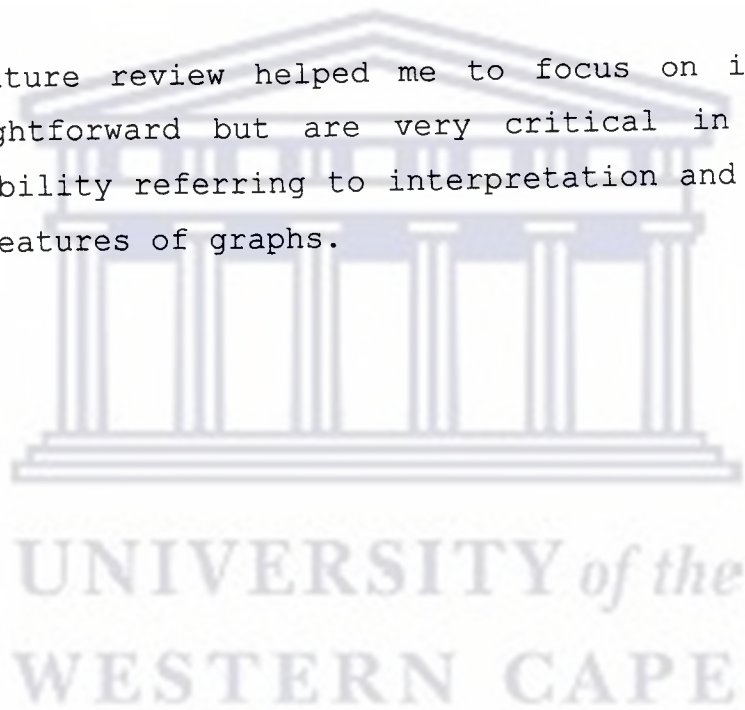 ture review helped me to focus on i
ghtforward but are very critical in
bility referring to interpretation and
eatures of graphs.
UNIVERSITY of the
WESTERN CAPE